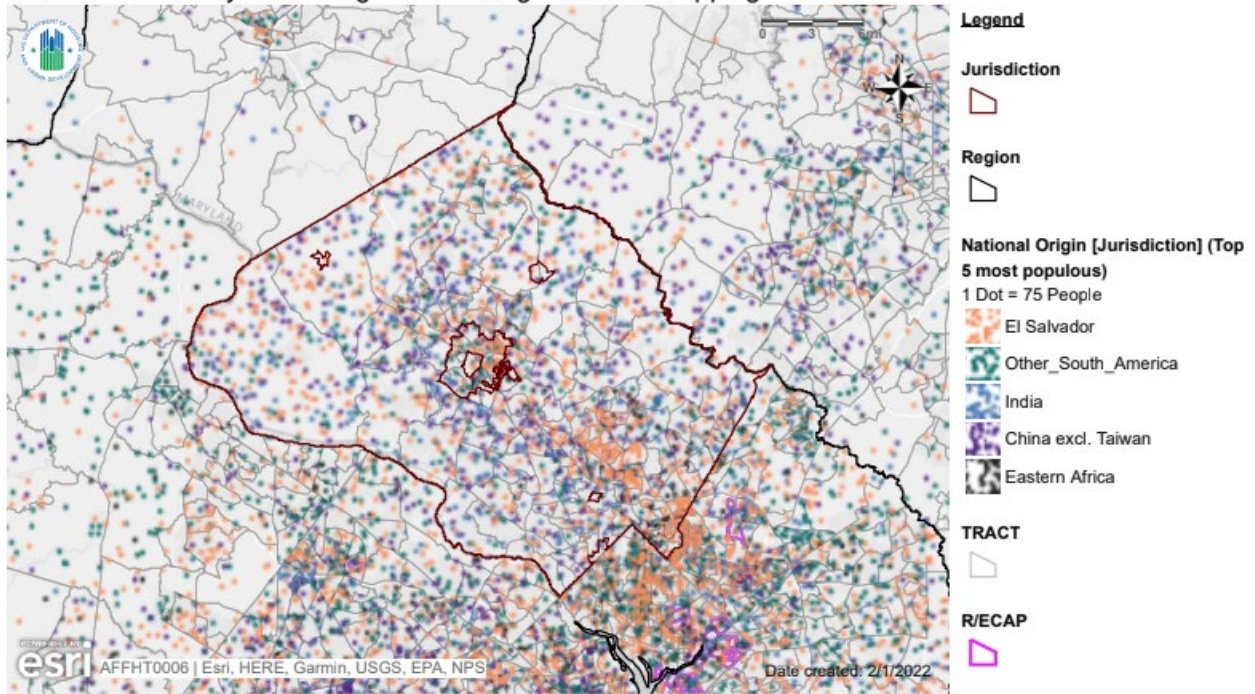 0 3 6mi
N
W E
S
MARYLAND
esri
AFFHT0006 | Esri, HERE, Garmin, USGS, EPA, NPS
Date created: 2/1/2022
Legend
Jurisdiction
Region
National Origin [Jurisdiction] (Top
5 most populous)
1 Dot = 75 People
El Salvador
Other_South_America
India
China excl. Taiwan
Eastern Africa
TRACT
R/ECAP